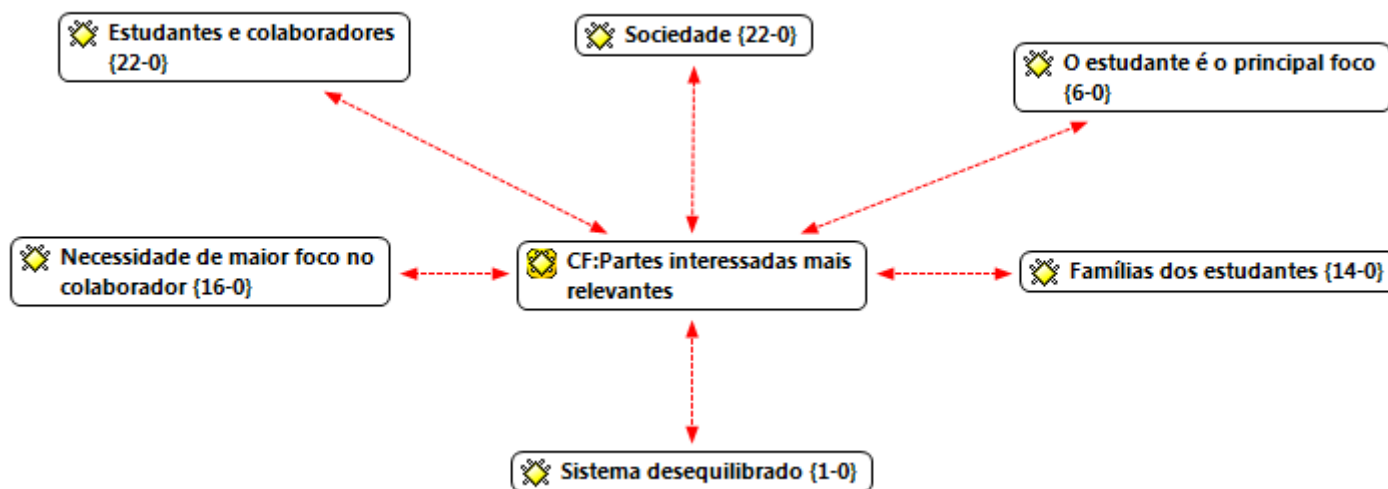 Estudantes e colaboradores
{22-0}
Sociedade {22-0}
O estudante é o principal foco
{6-0}
Necessidade de maior foco no
colaborador {16-0}
CF:Partes interessadas mais
relevantes
Famílias dos estudantes {14-0}
Sistema desequilibrado {1-0}